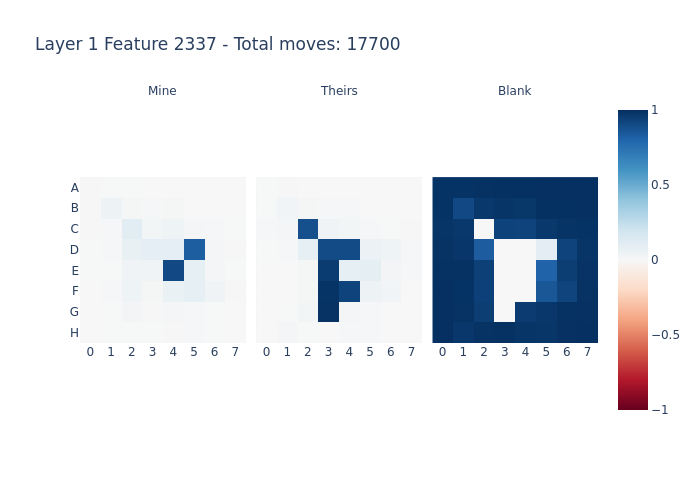 Layer 1 Feature 2337 - Total moves: 17700
Mine Theirs Blank
A
B
C
D
E
F
G
H
0 1 2 3 4 5 6 7 0 1 2 3 4 5 6 7 0 1 2 3 4 5 6 7
1
0.5
0
−0.5
−1